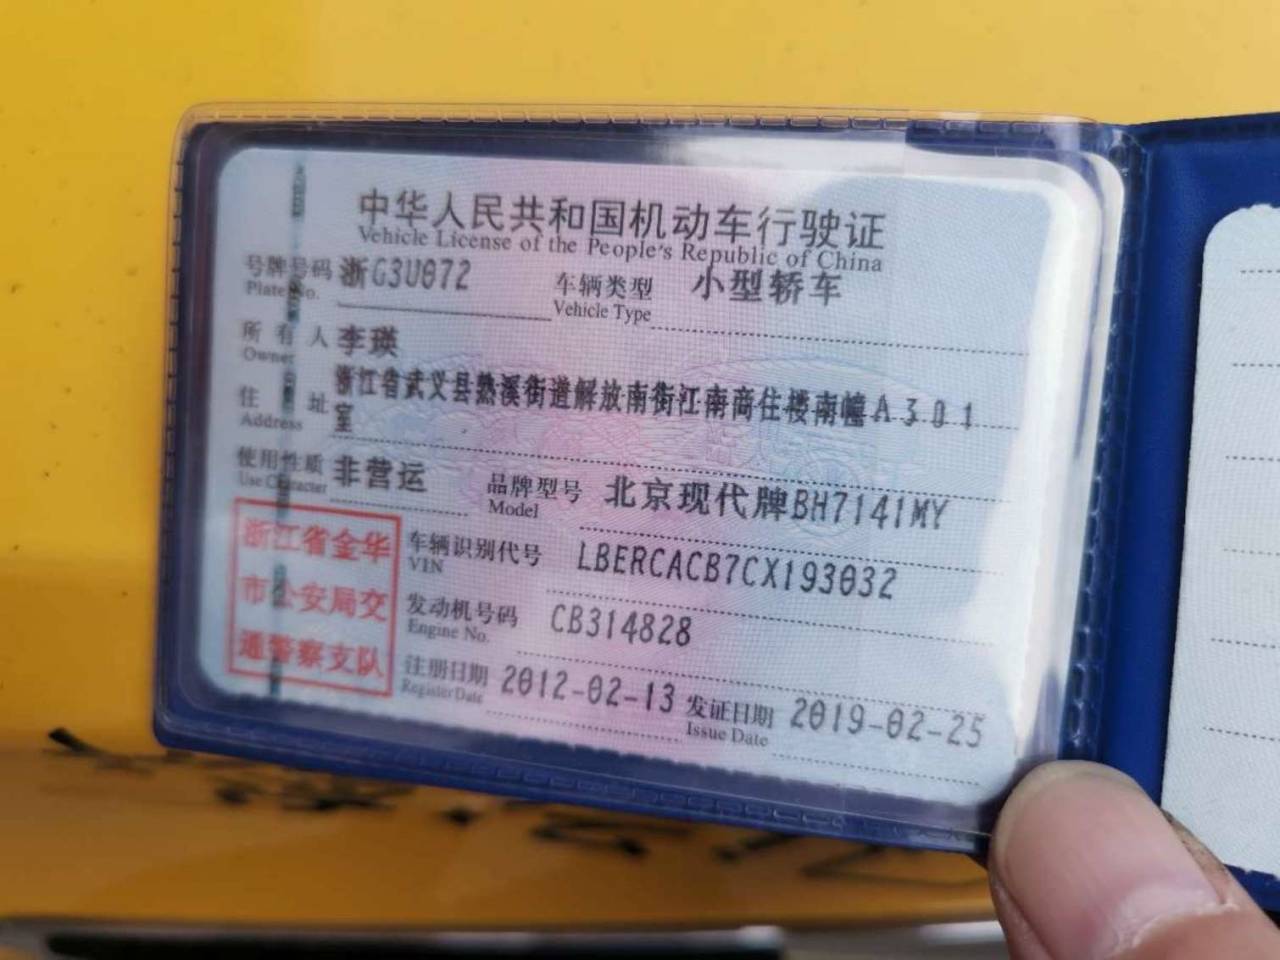 中华人民共和国机动车行驶证
Vehicle License of the People's Republic of China
号牌号码 浙G3U072 车辆类型 小型轿车
Plate No. Vehicle Type
所有人 李瑛
Owner
住址 浙江省武义县熟溪街道解放南街江南商住楼南幢A301
Address 室
使用性质 非营运 品牌型号 北京现代牌BH7141MY
Use Character Model
车辆识别代号 LBERCACB7CX193032
VIN
发动机号码 CB314828
Engine No.
注册日期 2012-02-13 发证日期 2019-02-25
Register Date Issue Date
浙江省金华
市公安局交
通警察支队